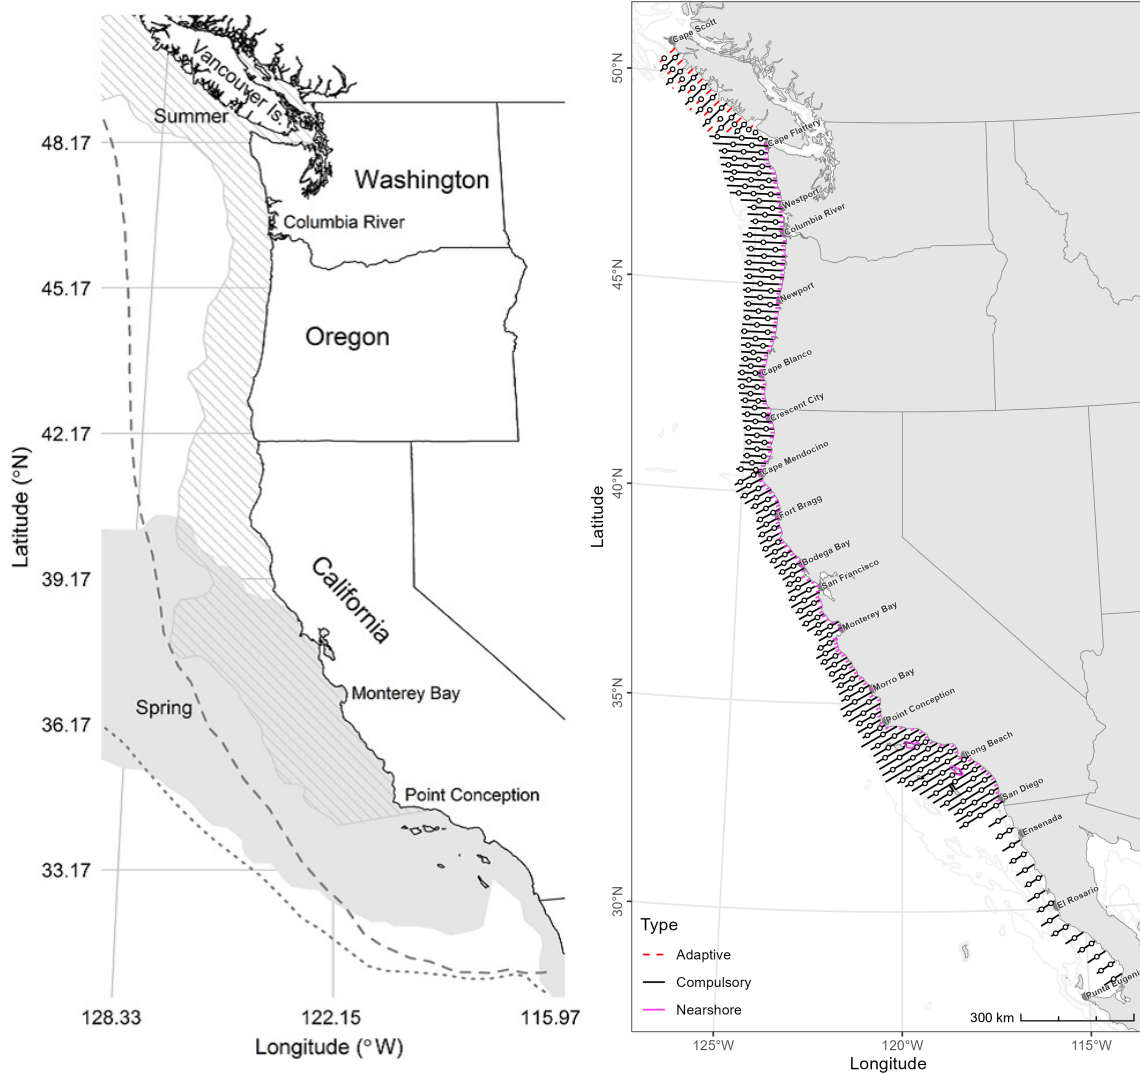 Vancouver Is.
Summer
48.17
Washington
Columbia River
45.17
Oregon
42.17
Latitude (°N)
39.17
California
Monterey Bay
Spring
36.17
Point Conception
33.17
128.33
122.15
115.97
Longitude (°W)
Cape Scott
50°N
Cape Flattery
Westport
Columbia River
45°N
Newport
Cape Blanco
Crescent City
Cape Mendocino
40°N
Fort Bragg
Latitude
Bodega Bay
San Francisco
Monterey Bay
Morro Bay
35°N
Point Conception
Long Beach
San Diego
Ensenada
El Rosario
30°N
Type
Adaptive
Compulsory
Nearshore
Punta Eugenia
300 km
125°W
120°W
115°W
Longitude